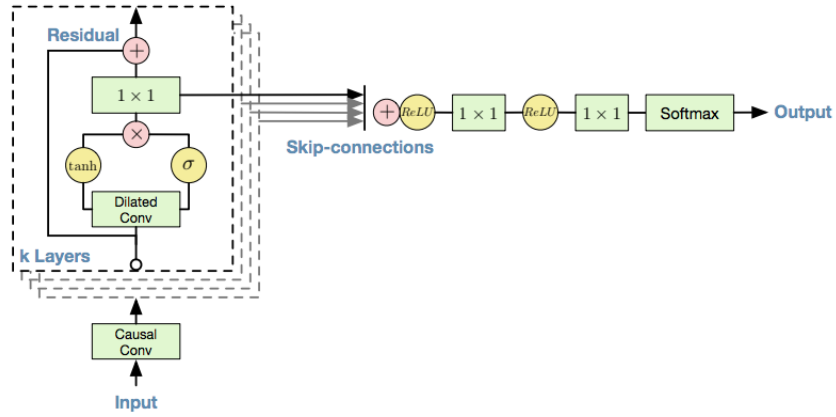 Residual
+
1 × 1
×
tanh
σ
Dilated
Conv
k Layers
Causal
Conv
Input
Skip-connections
+
ReLU
1 × 1
ReLU
1 × 1
Softmax
Output